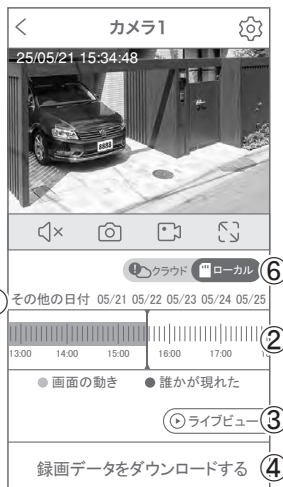 カメラ1
25/05/21 15:34:48
8888
クラウド ローカル ⑥
その他の日付 05/21 05/22 05/23 05/24 05/25
②
13:00 14:00 15:00 16:00 17:00
画面の動き 誰かが現れた
ライブビュー ③
録画データをダウンロードする ④